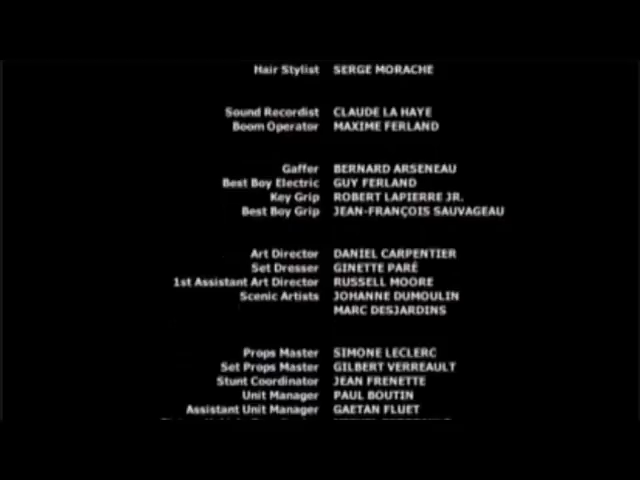 Hair Stylist SERGE MORACHE
Sound Recordist CLAUDE LA HAYE
Boom Operator MAXIME FERLAND
Gaffer BERNARD ARSENEAU
Best Boy Electric GUY FERLAND
Key Grip ROBERT LAPIERRE JR.
Best Boy Grip JEAN-FRANÇOIS SAUVAGEAU
Art Director DANIEL CARPENTIER
Set Dresser GINETTE PARÉ
1st Assistant Art Director RUSSELL MOORE
Scenic Artists JOHANNE DUMOULIN
MARC DESJARDINS
Props Master SIMONE LECLERC
Set Props Master GILBERT VERREAULT
Stunt Coordinator JEAN FRENETTE
Unit Manager PAUL BOUTIN
Assistant Unit Manager GAETAN FLUET